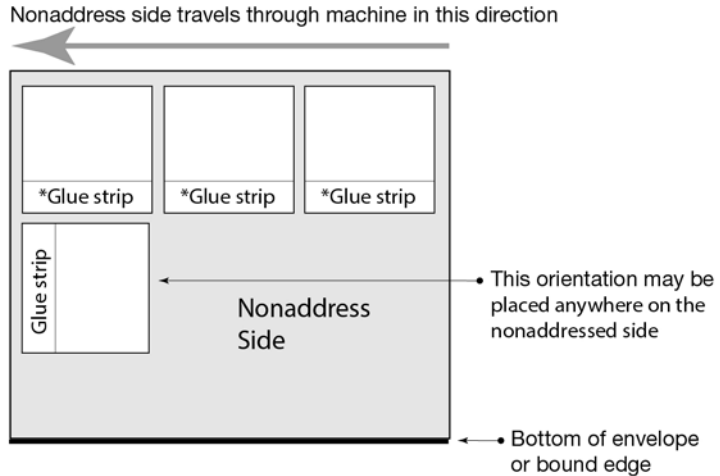 Nonaddress side travels through machine in this direction
*Glue strip
*Glue strip
*Glue strip
Glue strip
Nonaddress
Side
This orientation may be
placed anywhere on the
nonaddressed side
Bottom of envelope
or bound edge